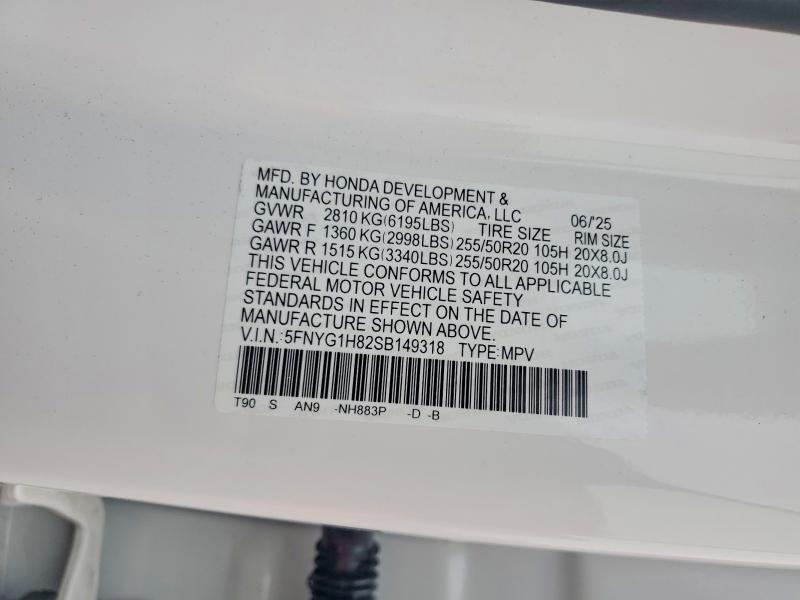 MFD. BY HONDA DEVELOPMENT &
MANUFACTURING OF AMERICA, LLC 06/'25
GVWR 2810 KG(6195LBS) TIRE SIZE RIM SIZE
GAWR F 1360 KG(2998LBS) 255/50R20 105H 20X8.0J
GAWR R 1515 KG(3340LBS) 255/50R20 105H 20X8.0J
THIS VEHICLE CONFORMS TO ALL APPLICABLE
FEDERAL MOTOR VEHICLE SAFETY
STANDARDS IN EFFECT ON THE DATE OF
MANUFACTURE SHOWN ABOVE.
V.I.N.:5FNYG1H82SB149318 TYPE:MPV
T90 S AN9 -NH883P -D -B